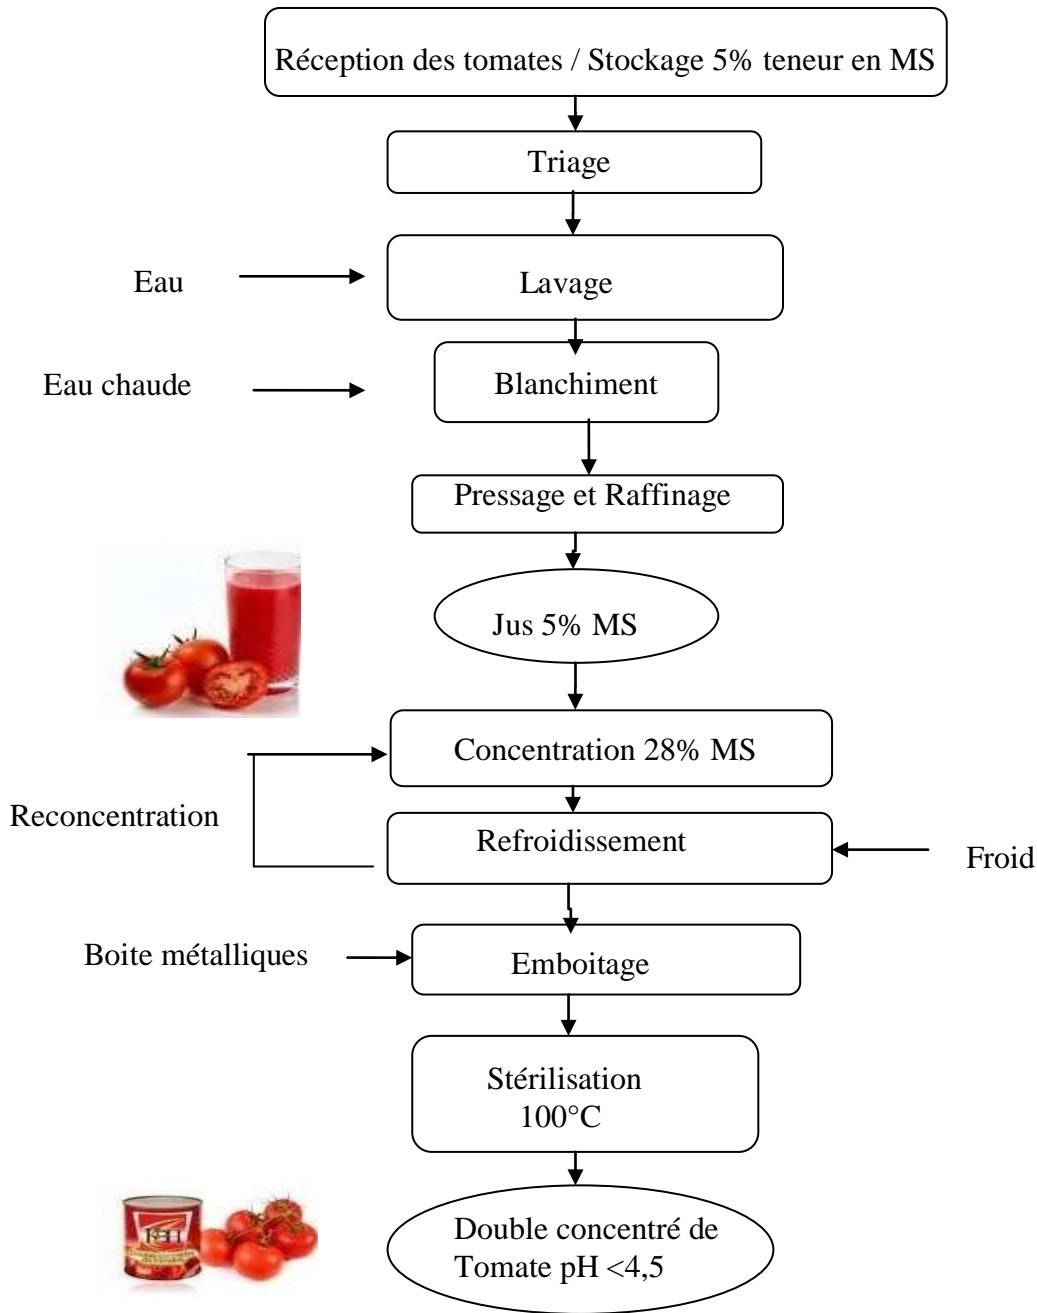 Réception des tomates / Stockage 5% teneur en MS
Triage
Eau
Lavage
Eau chaude
Blanchiment
Pressage et Raffinage
Jus 5% MS
Concentration 28% MS
Reconcentration
Refroidissement
Froid
Boite métalliques
Emboitage
Stérilisation
100°C
Double concentré de
Tomate pH <4,5